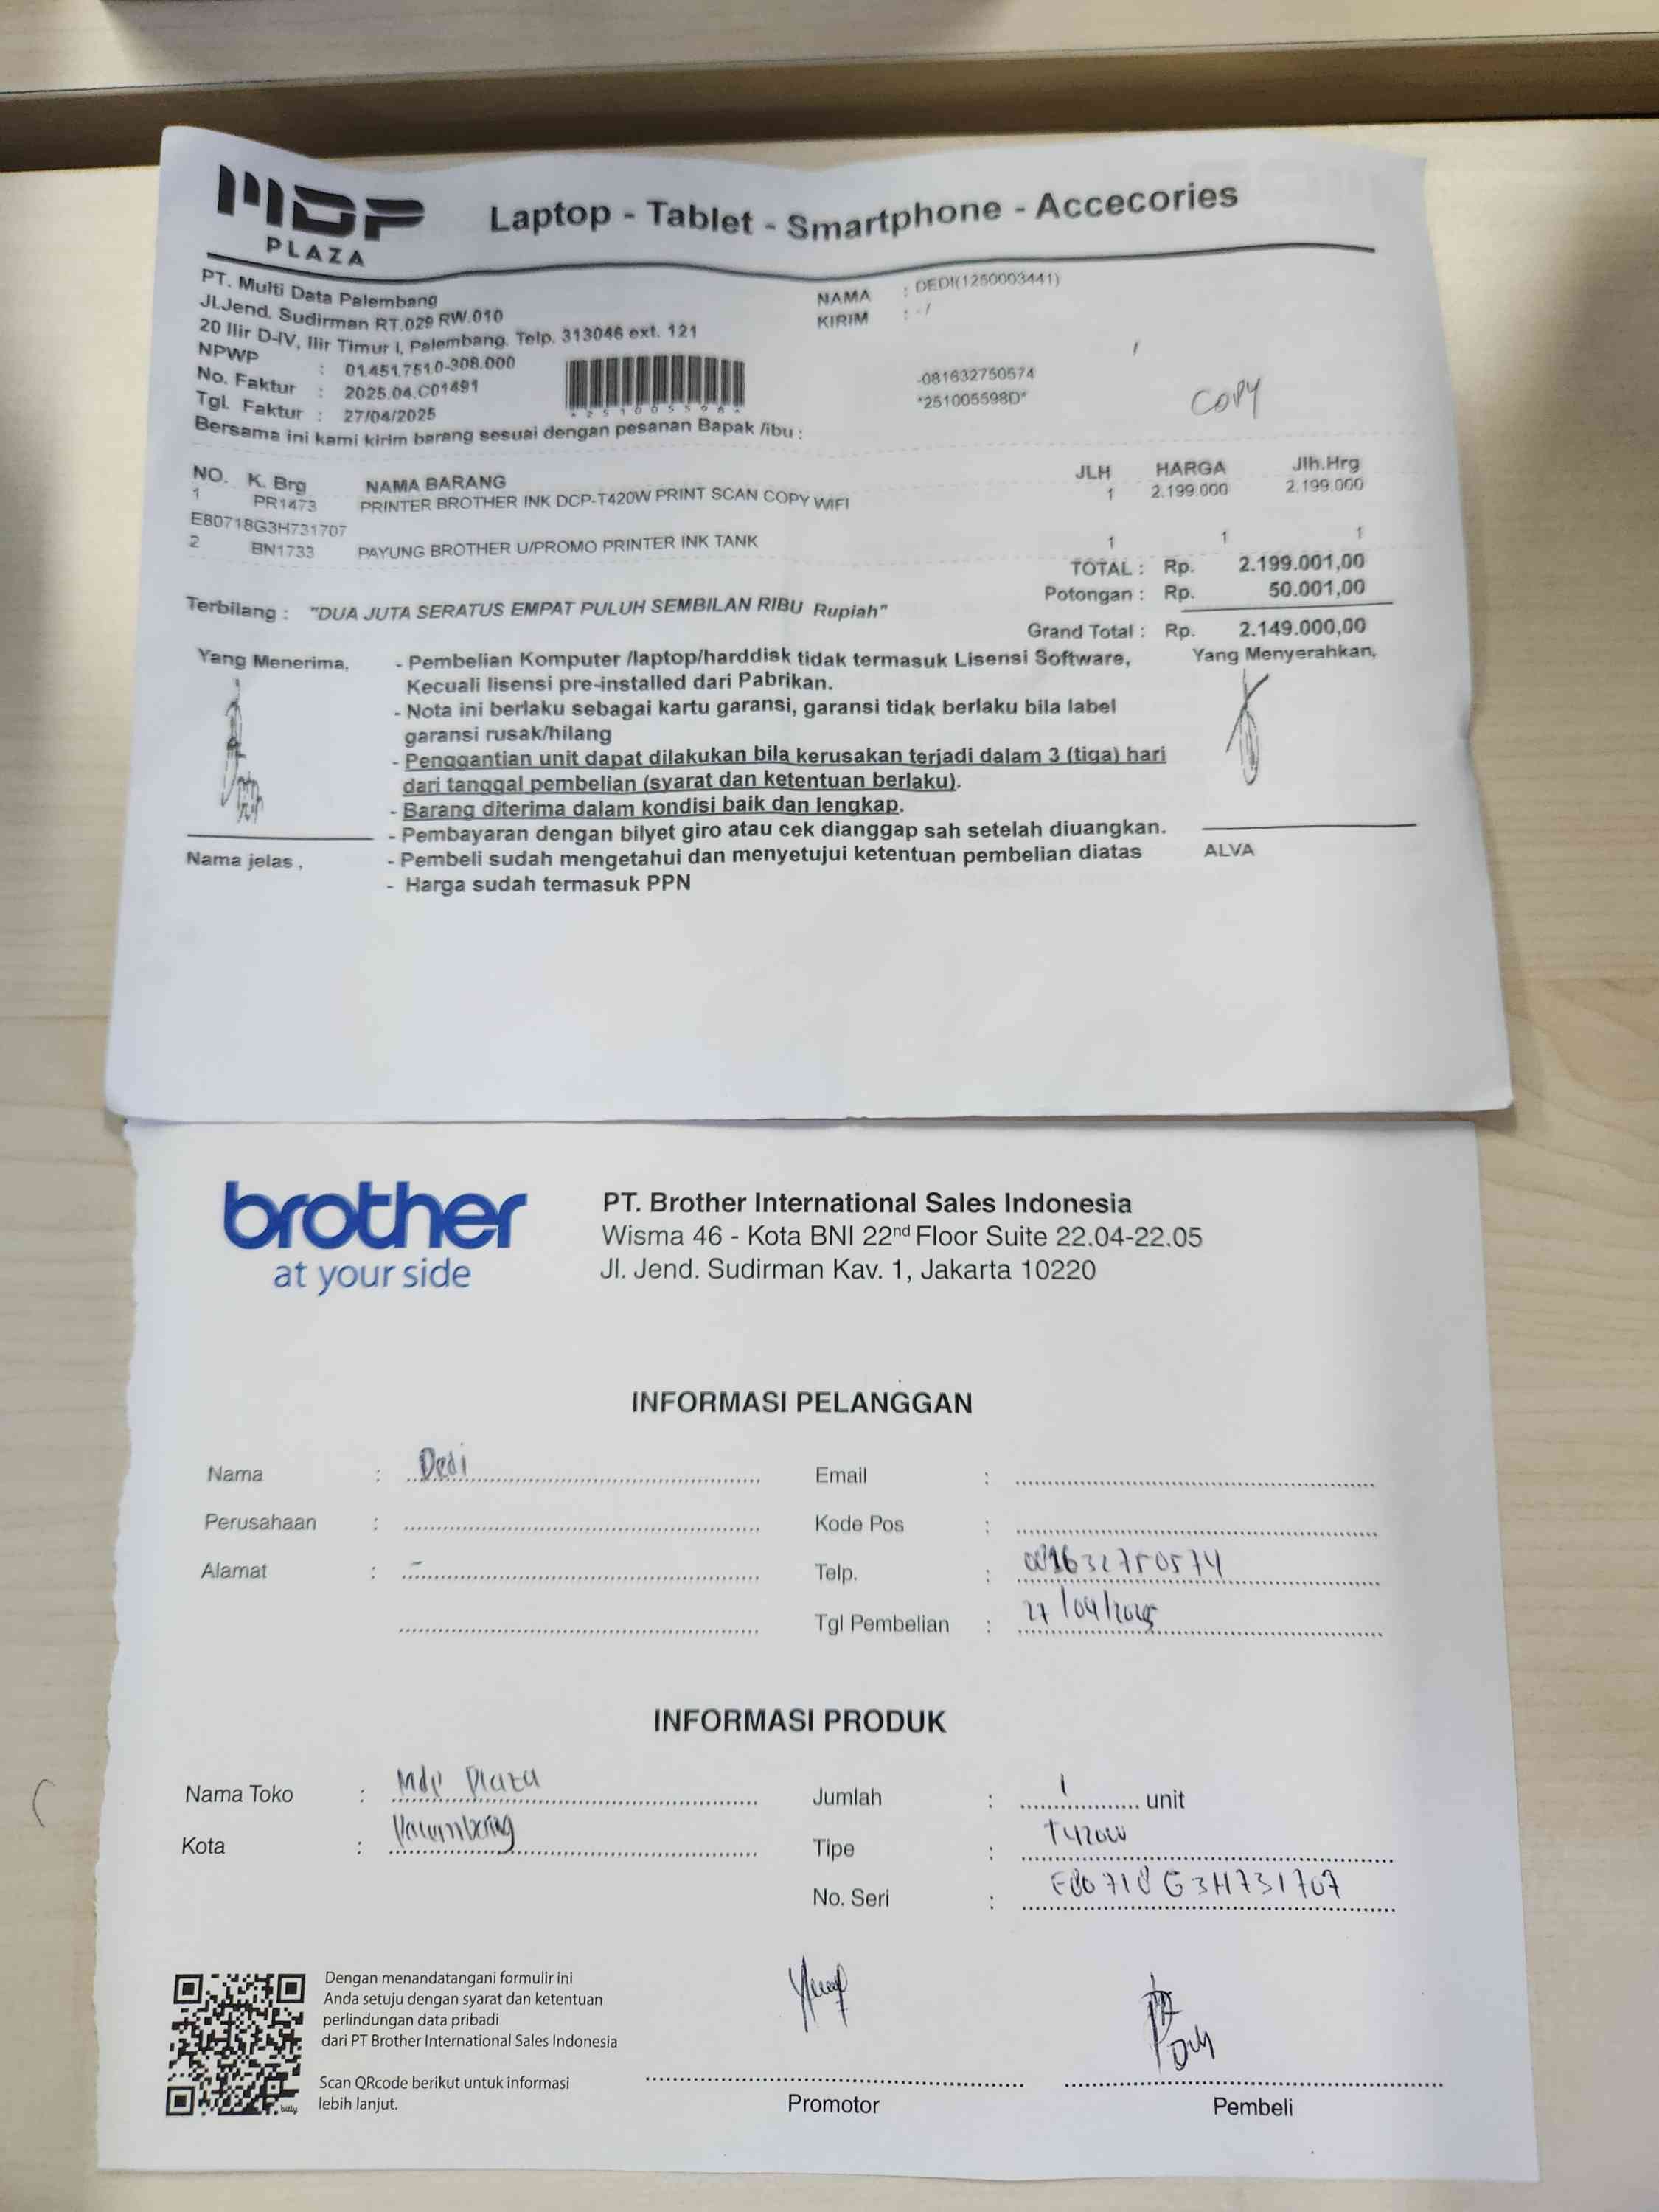 MDP
PLAZA
Laptop - Tablet - Smartphone - Accecories
PT. Multi Data Palembang
Jl.Jend. Sudirman RT.029 RW.010
20 Ilir D-IV, Ilir Timur I, Palembang. Telp. 313046 ext. 121
NPWP : 01.451.751.0-308.000
No. Faktur : 2025.04.C01491
Tgl. Faktur : 27/04/2025
NAMA : DEDI(1250003441)
KIRIM : - /
-081632750574
*251005598D*
COPY
Bersama ini kami kirim barang sesuai dengan pesanan Bapak /ibu :
NO. K. Brg NAMA BARANG JLH HARGA Jlh.Hrg
1 PR1473 PRINTER BROTHER INK DCP-T420W PRINT SCAN COPY WIFI 1 2.199.000 2.199.000
E80718G3H731707
2 BN1733 PAYUNG BROTHER U/PROMO PRINTER INK TANK 1 1 1
TOTAL : Rp. 2.199.001,00
Potongan : Rp. 50.001,00
Terbilang : "DUA JUTA SERATUS EMPAT PULUH SEMBILAN RIBU Rupiah"
Grand Total : Rp. 2.149.000,00
Yang Menerima,
- Pembelian Komputer /laptop/harddisk tidak termasuk Lisensi Software,
Kecuali lisensi pre-installed dari Pabrikan.
- Nota ini berlaku sebagai kartu garansi, garansi tidak berlaku bila label
garansi rusak/hilang
- Penggantian unit dapat dilakukan bila kerusakan terjadi dalam 3 (tiga) hari
dari tanggal pembelian (syarat dan ketentuan berlaku).
- Barang diterima dalam kondisi baik dan lengkap.
- Pembayaran dengan bilyet giro atau cek dianggap sah setelah diuangkan.
- Pembeli sudah mengetahui dan menyetujui ketentuan pembelian diatas
- Harga sudah termasuk PPN
Yang Menyerahkan,
Nama jelas ,
ALVA
brother
at your side
PT. Brother International Sales Indonesia
Wisma 46 - Kota BNI 22nd Floor Suite 22.04-22.05
Jl. Jend. Sudirman Kav. 1, Jakarta 10220
INFORMASI PELANGGAN
Nama : Dedi
Perusahaan :
Alamat : -
Email :
Kode Pos :
Telp. : 081632750574
Tgl Pembelian : 27/04/2025
INFORMASI PRODUK
Nama Toko : Mdp Plaza
Kota : Palembang
Jumlah : 1 unit
Tipe : T420W
No. Seri : E80718G3H731707
Dengan menandatangani formulir ini
Anda setuju dengan syarat dan ketentuan
perlindungan data pribadi
dari PT Brother International Sales Indonesia
Scan QRcode berikut untuk informasi
lebih lanjut.
bitly
Promotor
Pembeli